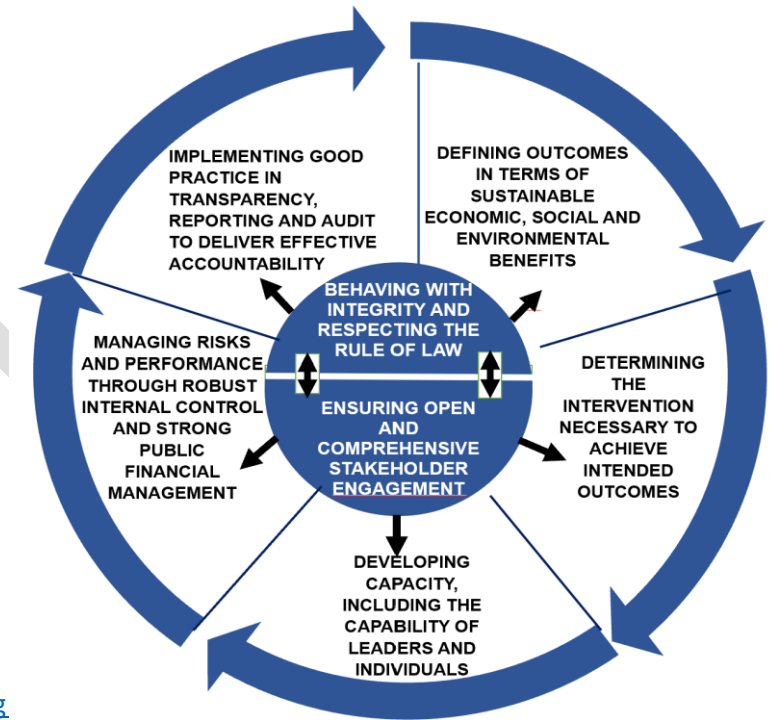 IMPLEMENTING GOOD
PRACTICE IN
TRANSPARENCY,
REPORTING AND AUDIT
TO DELIVER EFFECTIVE
ACCOUNTABILITY
DEFINING OUTCOMES
IN TERMS OF
SUSTAINABLE
ECONOMIC, SOCIAL AND
ENVIRONMENTAL
BENEFITS
BEHAVING WITH
INTEGRITY AND
RESPECTING THE
RULE OF LAW
ENSURING OPEN
AND
COMPREHENSIVE
STAKEHOLDER
ENGAGEMENT
MANAGING RISKS
AND PERFORMANCE
THROUGH ROBUST
INTERNAL CONTROL
AND STRONG
PUBLIC
FINANCIAL
MANAGEMENT
DETERMINING
THE
INTERVENTION
NECESSARY TO
ACHIEVE
INTENDED
OUTCOMES
DEVELOPING
CAPACITY,
INCLUDING THE
CAPABILITY OF
LEADERS AND
INDIVIDUALS